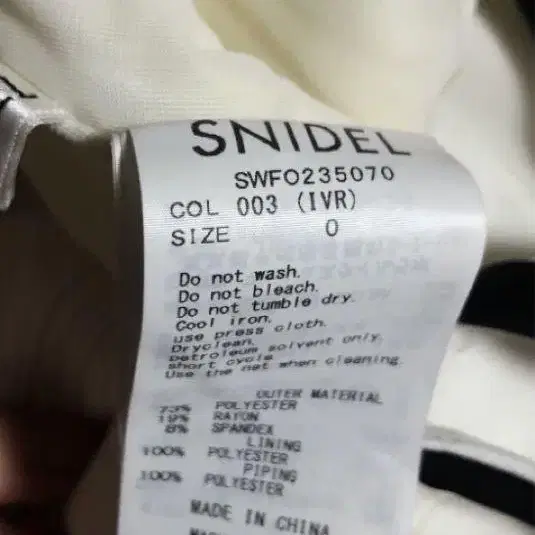 SNIDEL
SWFO235070
COL 003 (IVR)
SIZE 0
Do not wash.
Do not bleach.
Do not tumble dry.
Cool iron.
use press cloth.
Dryclean.
petroleum solvent only.
short cycle
Use the net when cleaning.
OUTER MATERIAL
73% POLYESTER
19% RAYON
8% SPANDEX
LINING
100% POLYESTER
PIPING
100% POLYESTER
MADE IN CHINA